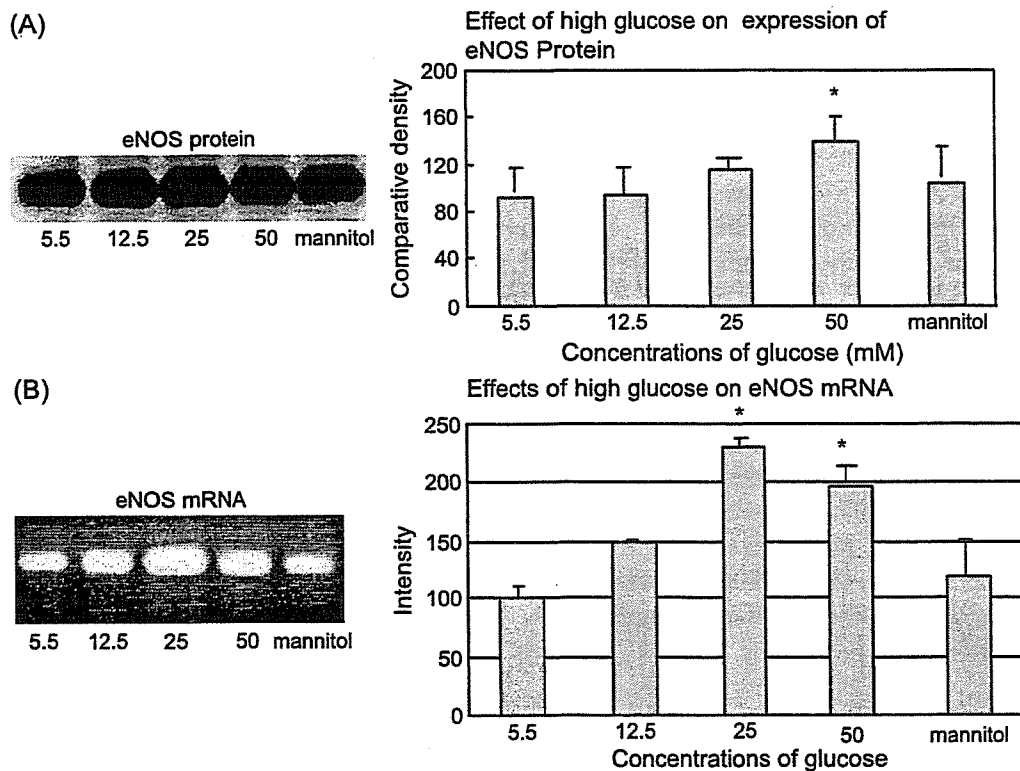 (A)
Effect of high glucose on expression of
eNOS Protein
eNOS protein
5.5 12.5 25 50 mannitol
Comparative density
200
160
120
80
40
0
*
5.5 12.5 25 50 mannitol
Concentrations of glucose (mM)
(B)
Effects of high glucose on eNOS mRNA
eNOS mRNA
5.5 12.5 25 50 mannitol
Intensity
250
200
150
100
50
0
* *
5.5 12.5 25 50 mannitol
Concentrations of glucose